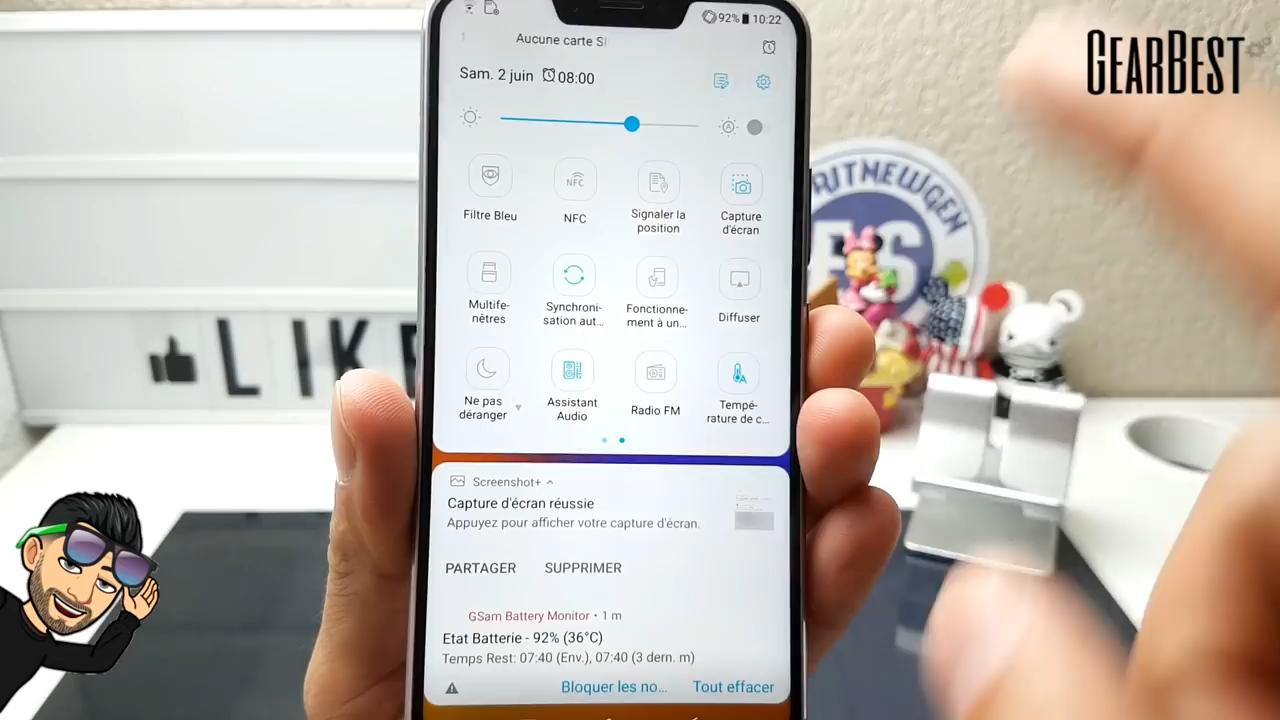 92% 10:22
Aucune carte SI
Sam. 2 juin 08:00
A
Filtre Bleu
NFC
NFC
Signaler la
position
Capture
d'écran
Multife-
nêtres
Synchroni-
sation aut...
Fonctionne-
ment à un...
Diffuser
Ne pas
déranger
Assistant
Audio
Radio FM
Tempé-
rature de c...
Screenshot+
Capture d'écran réussie
Appuyez pour afficher votre capture d'écran.
PARTAGER SUPPRIMER
GSam Battery Monitor • 1 m
Etat Batterie - 92% (36°C)
Temps Rest: 07:40 (Env.), 07:40 (3 dern. m)
Bloquer les no... Tout effacer
GEARBEST
RITNEWGEN
LIKE